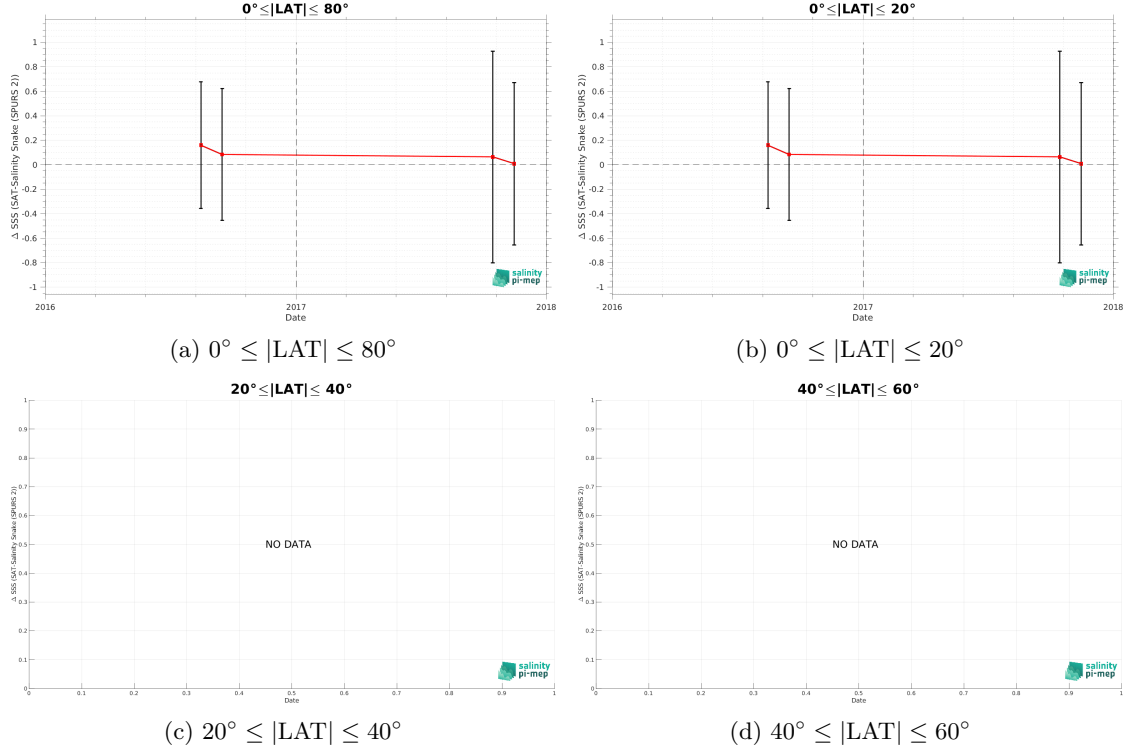 0°≤|LAT|≤ 80°
Δ SSS (SAT-Salinity Snake (SPURS 2))
1
0.8
0.6
0.4
0.2
0
-0.2
-0.4
-0.6
-0.8
-1
2016
2017
2018
Date
salinity
pi-mep
(a) 0° ≤ |LAT| ≤ 80°
0°≤|LAT|≤ 20°
Δ SSS (SAT-Salinity Snake (SPURS 2))
1
0.8
0.6
0.4
0.2
0
-0.2
-0.4
-0.6
-0.8
-1
2016
2017
2018
Date
salinity
pi-mep
(b) 0° ≤ |LAT| ≤ 20°
20°≤|LAT|≤ 40°
Δ SSS (SAT-Salinity Snake (SPURS 2))
1
0.9
0.8
0.7
0.6
0.5
0.4
0.3
0.2
0.1
0
NO DATA
0 0.1 0.2 0.3 0.4 0.5 0.6 0.7 0.8 0.9 1
Date
salinity
pi-mep
(c) 20° ≤ |LAT| ≤ 40°
40°≤|LAT|≤ 60°
Δ SSS (SAT-Salinity Snake (SPURS 2))
1
0.9
0.8
0.7
0.6
0.5
0.4
0.3
0.2
0.1
0
NO DATA
0 0.1 0.2 0.3 0.4 0.5 0.6 0.7 0.8 0.9 1
Date
salinity
pi-mep
(d) 40° ≤ |LAT| ≤ 60°